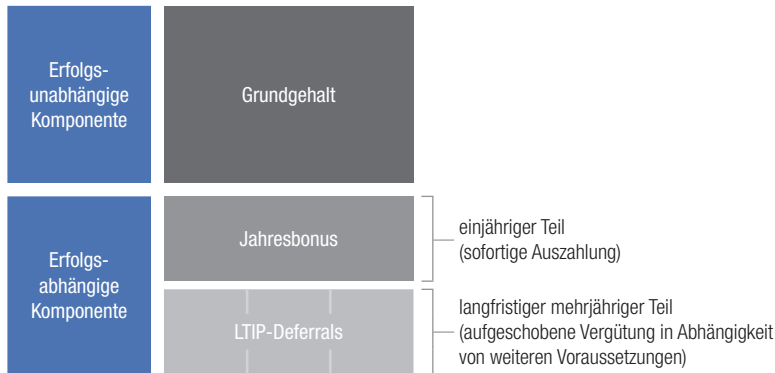 Erfolgs-
unabhängige
Komponente
Grundgehalt
Erfolgs-
abhängige
Komponente
Jahresbonus
einjähriger Teil
(sofortige Auszahlung)
LTIP-Deferrals
langfristiger mehrjähriger Teil
(aufgeschobene Vergütung in Abhängigkeit
von weiteren Voraussetzungen)